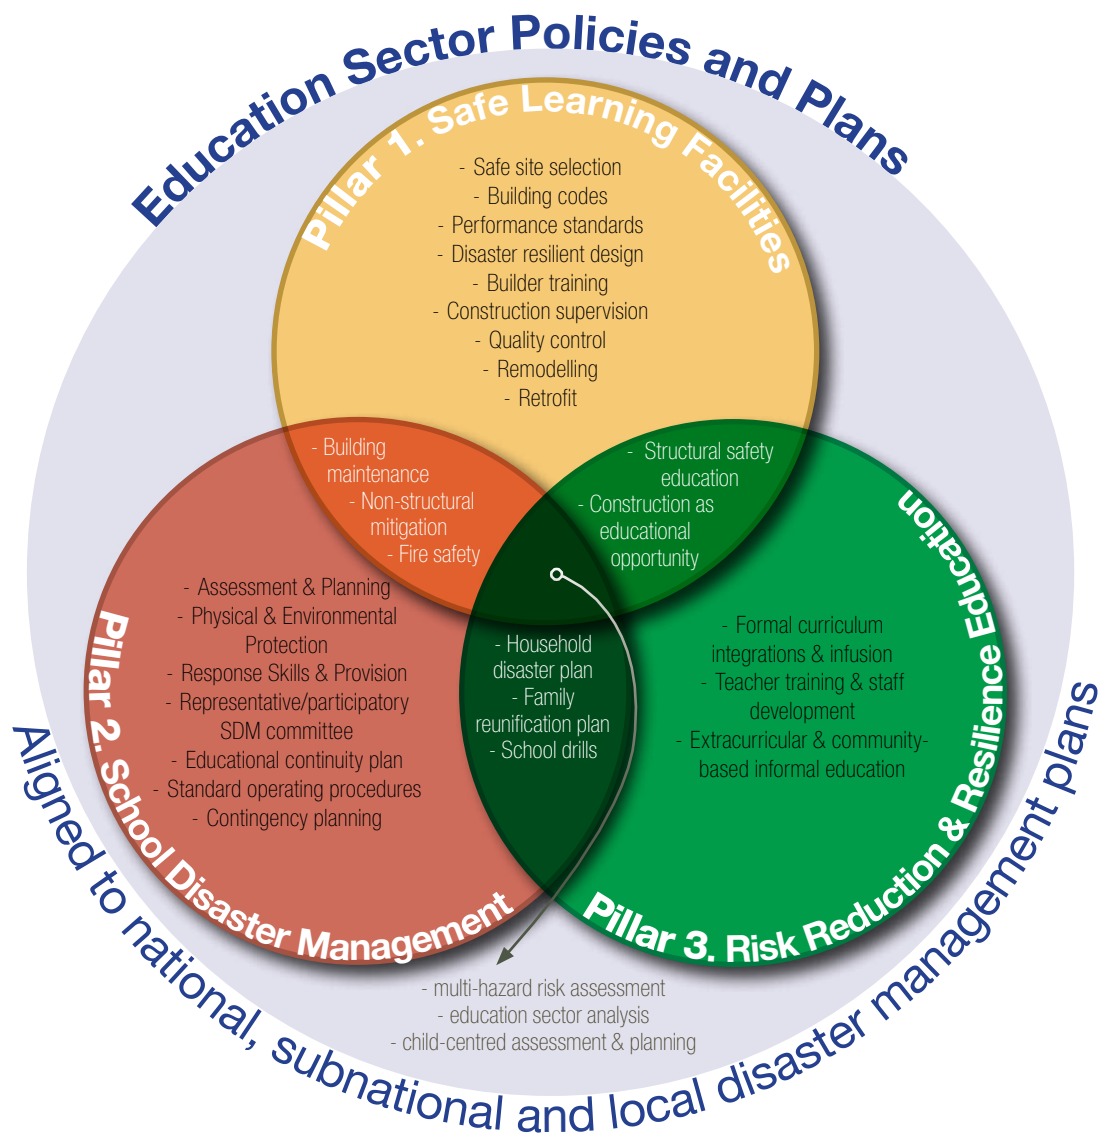 Education Sector Policies and Plans
Pillar 1. Safe Learning Facilities
- Safe site selection
- Building codes
- Performance standards
- Disaster resilient design
- Builder training
- Construction supervision
- Quality control
- Remodelling
- Retrofit
- Building
maintenance
- Non-structural
mitigation
- Fire safety
- Structural safety
education
- Construction as
educational
opportunity
Pillar 2. School Disaster Management
- Assessment & Planning
- Physical & Environmental
Protection
- Response Skills & Provision
- Representative/participatory
SDM committee
- Educational continuity plan
- Standard operating procedures
- Contingency planning
- Household
disaster plan
- Family
reunification plan
- School drills
Pillar 3. Risk Reduction & Resilience Education
- Formal curriculum
integrations & infusion
- Teacher training & staff
development
- Extracurricular & community-
based informal education
- multi-hazard risk assessment
- education sector analysis
- child-centred assessment & planning
Aligned to national, subnational and local disaster management plans